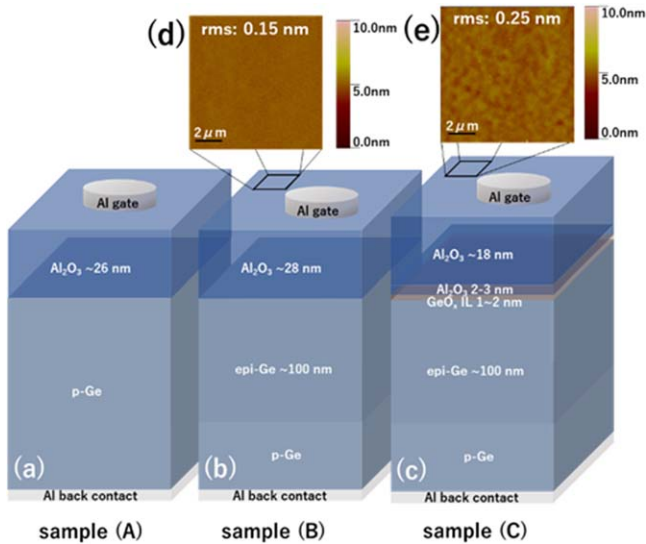 (d)
rms: 0.15 nm
2 μm
10.0nm
5.0nm
0.0nm
(e)
rms: 0.25 nm
2 μm
10.0nm
5.0nm
0.0nm
Al gate
Al₂O₃ ~26 nm
p-Ge
(a)
Al back contact
sample (A)
Al gate
Al₂O₃ ~28 nm
epi-Ge ~100 nm
p-Ge
(b)
Al back contact
sample (B)
Al gate
Al₂O₃ ~18 nm
Al₂O₃ 2-3 nm
GeOₓ IL 1~2 nm
epi-Ge ~100 nm
p-Ge
(c)
Al back contact
sample (C)